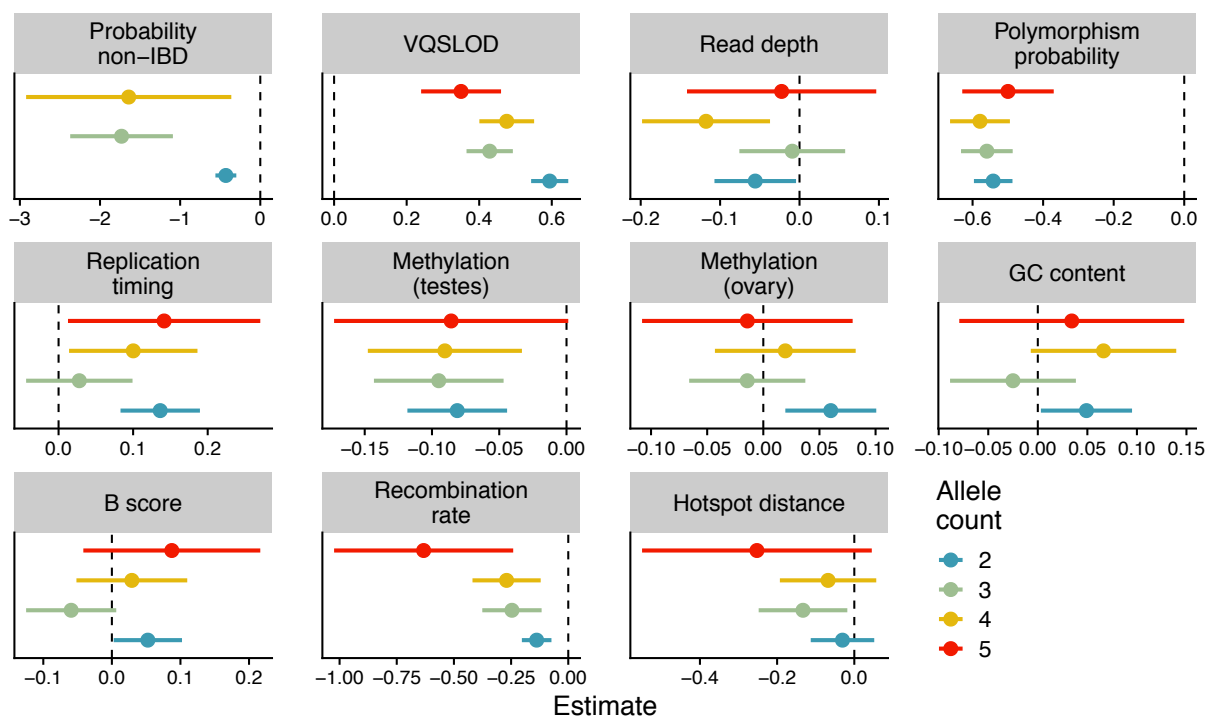 Probability
non−IBD
VQSLOD
Read depth
Polymorphism
probability
−3 −2 −1 0
0.0 0.2 0.4 0.6
−0.2 −0.1 0.0 0.1
−0.6 −0.4 −0.2 0.0
Replication
timing
Methylation
(testes)
Methylation
(ovary)
GC content
0.0 0.2
−0.15 −0.10 −0.05 0.00
−0.10 −0.05 0.00 0.05 0.10
−0.10 −0.05 0.00 0.05 0.10 0.15
B score
Recombination
rate
Hotspot distance
−0.1 0.0 0.1 0.2
−1.00 −0.75 −0.50 −0.25 0.00
−0.4 −0.2 0.0
Estimate
Allele
count
2
3
4
5